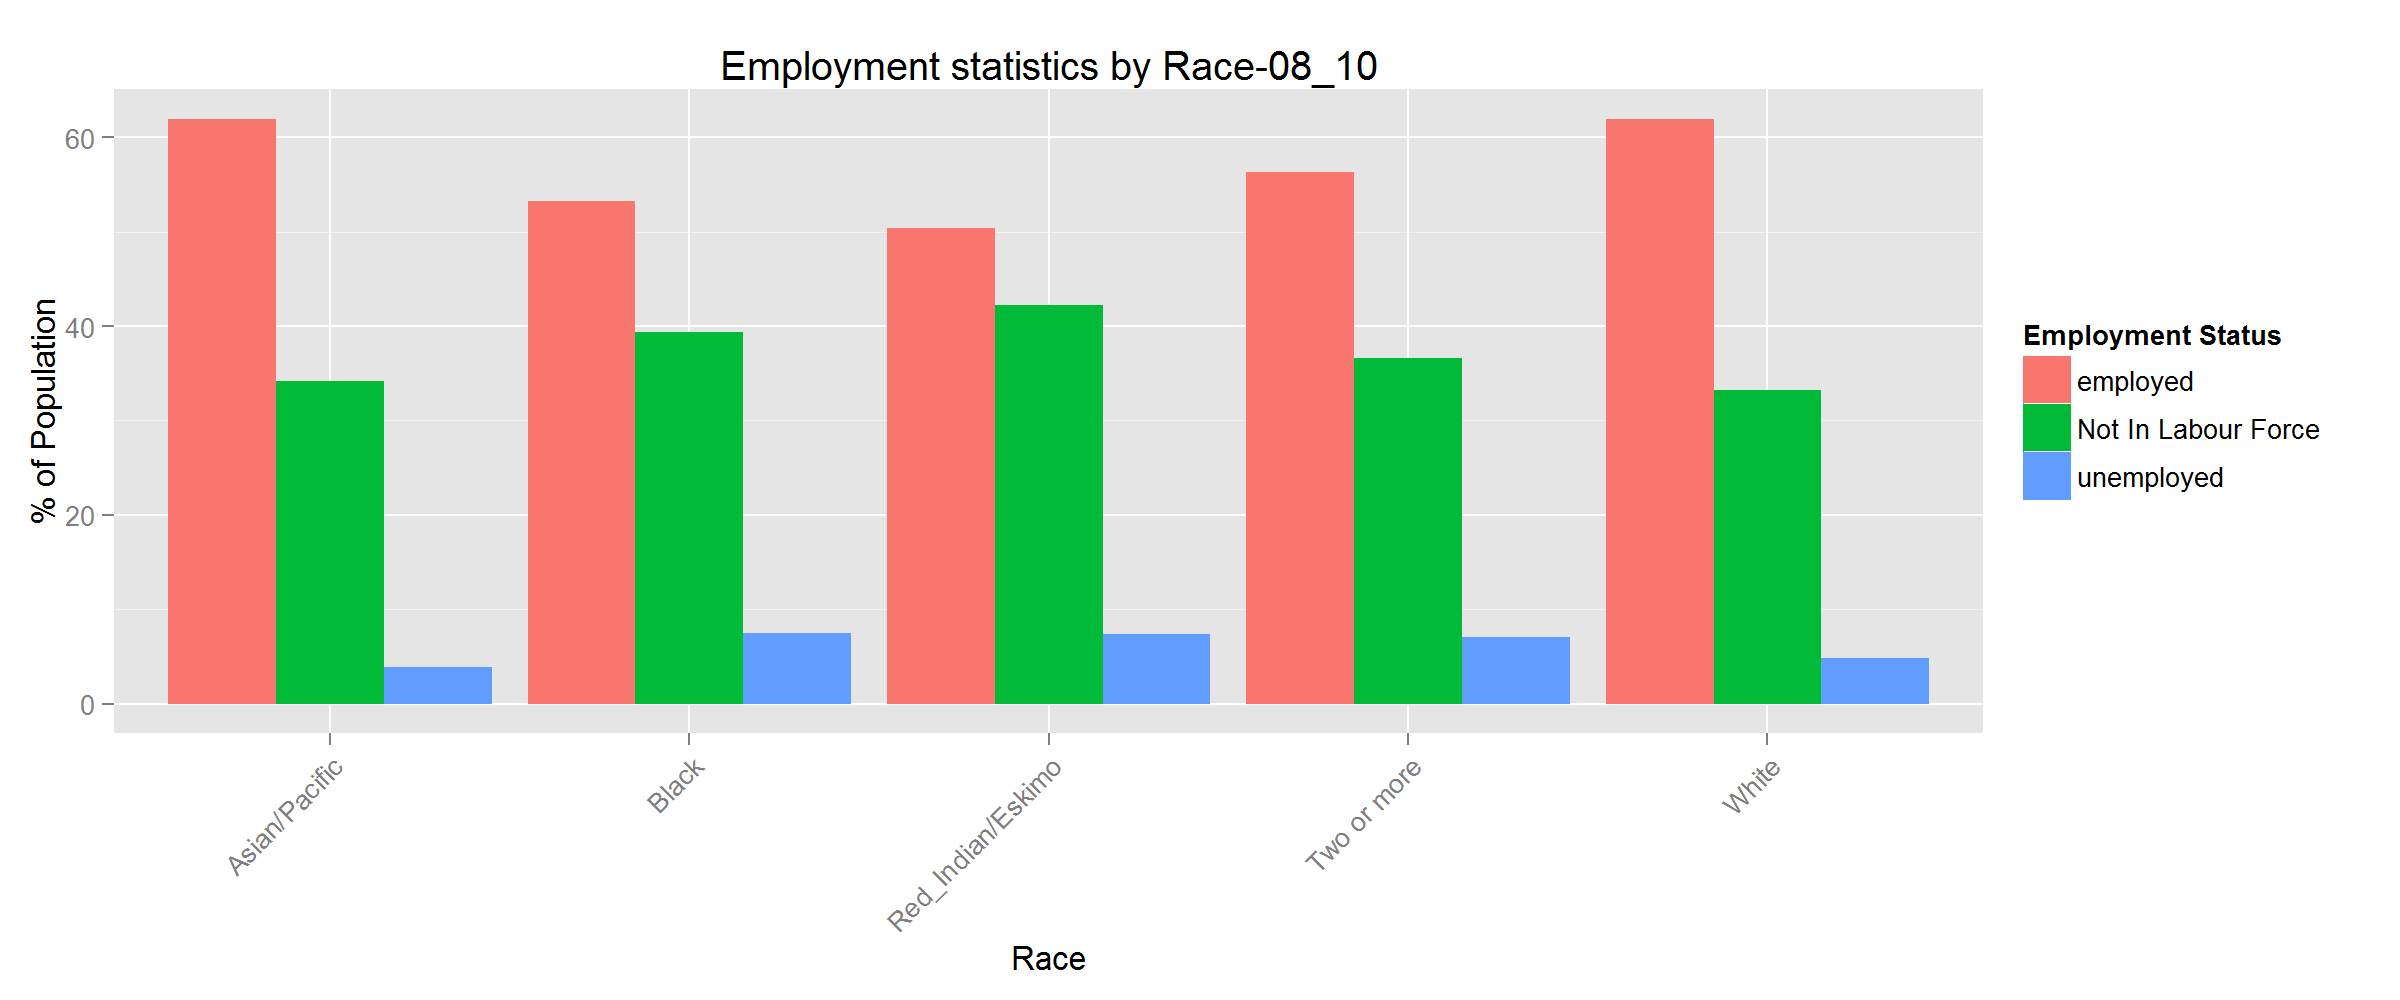 Employment statistics by Race-08_10
% of Population
60
40
20
0
Asian/Pacific
Black
Red_Indian/Eskimo
Two or more
White
Race
Employment Status
employed
Not In Labour Force
unemployed